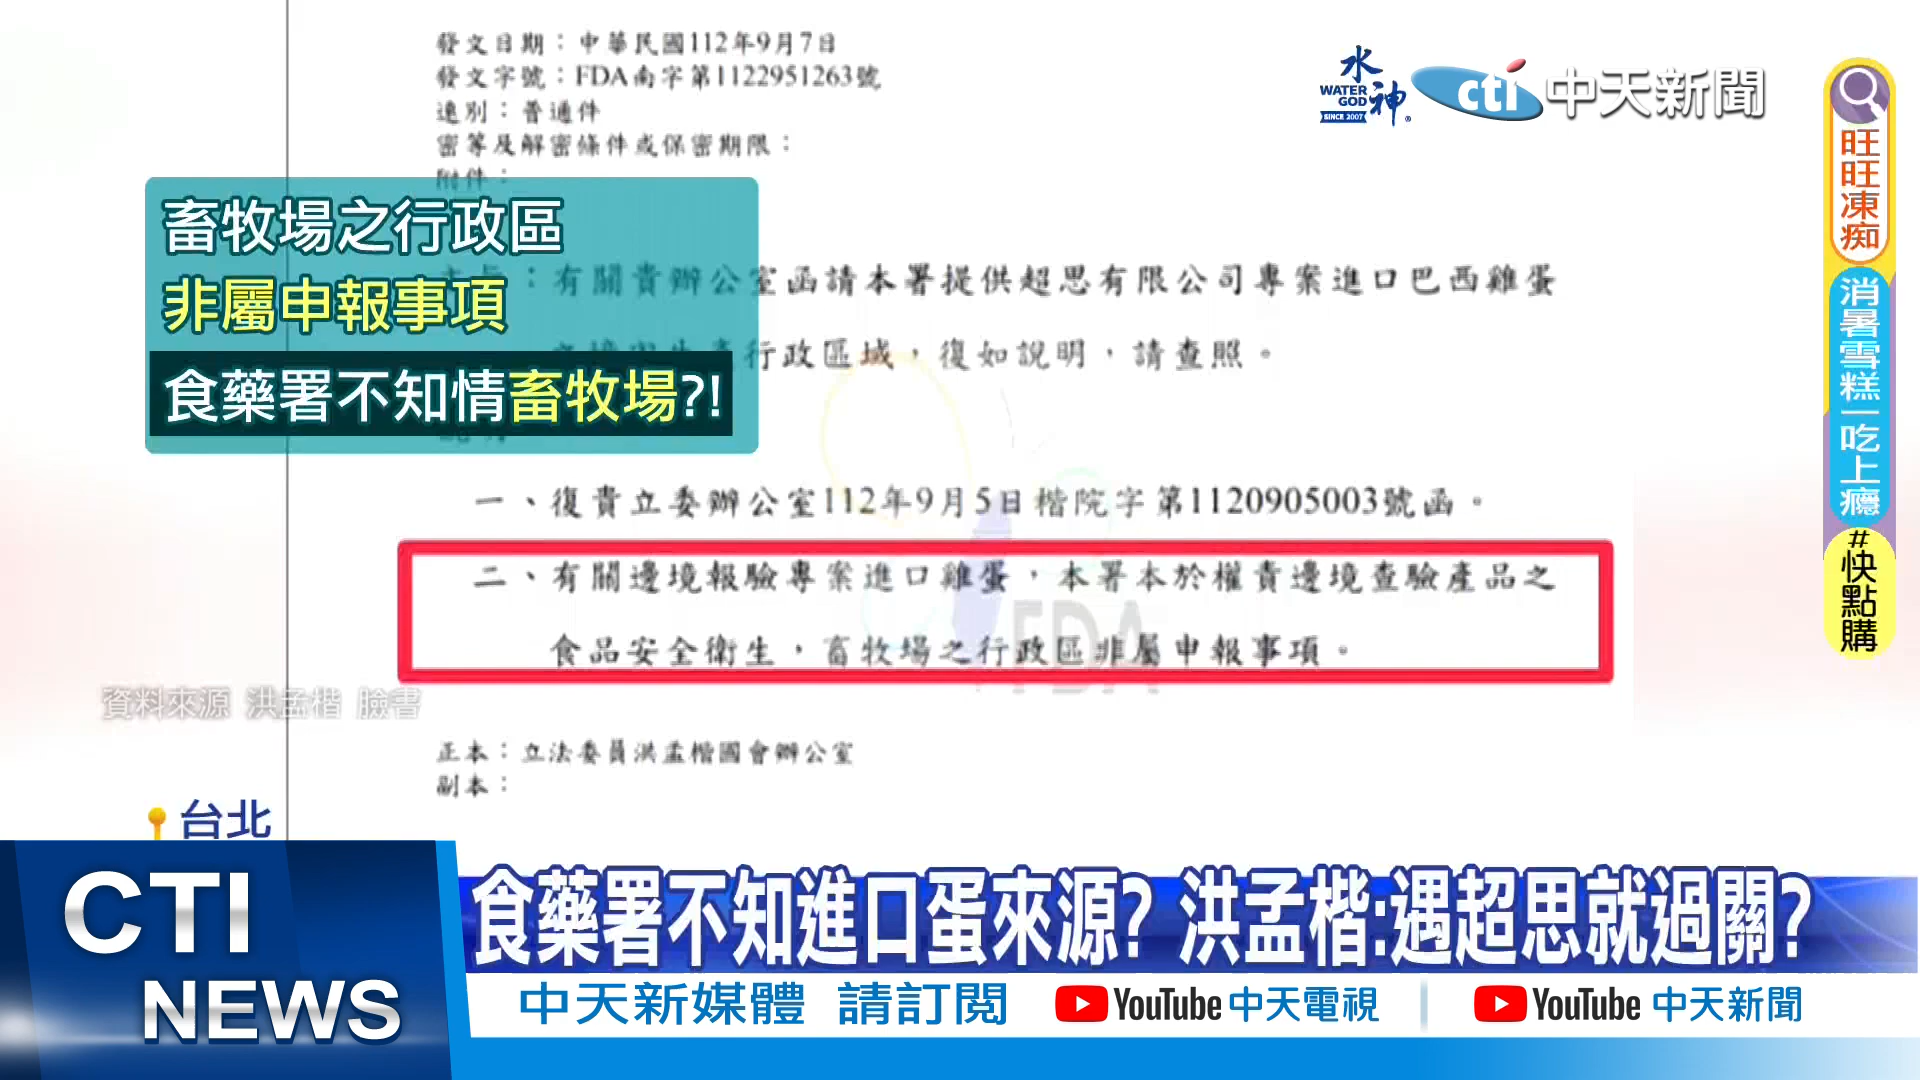 發文日期：中華民國112年9月7日
發文字號：FDA南字第1122951263號
速別：普通件
密等及解密條件或保密期限：
附件：
水神
WATER GOD
SINCE 2007
cti 中天新聞
畜牧場之行政區
非屬申報事項
食藥署不知情畜牧場?!
：有關貴辦公室函請本署提供超思有限公司專案進口巴西雞蛋
行政區域，復如說明，請查照。
一、復貴立委辦公室112年9月5日楷院字第1120905003號函。
二、有關邊境報驗專案進口雞蛋，本署本於權責邊境查驗產品之
食品安全衛生，畜牧場之行政區非屬申報事項。
FDA
資料來源 洪孟楷 臉書
正本：立法委員洪孟楷國會辦公室
副本：
旺旺凍痴
消暑雪糕一吃上癮
#快點購
台北
CTI NEWS
食藥署不知進口蛋來源? 洪孟楷:遇超思就過關?
中天新媒體 請訂閱 YouTube 中天電視 YouTube 中天新聞